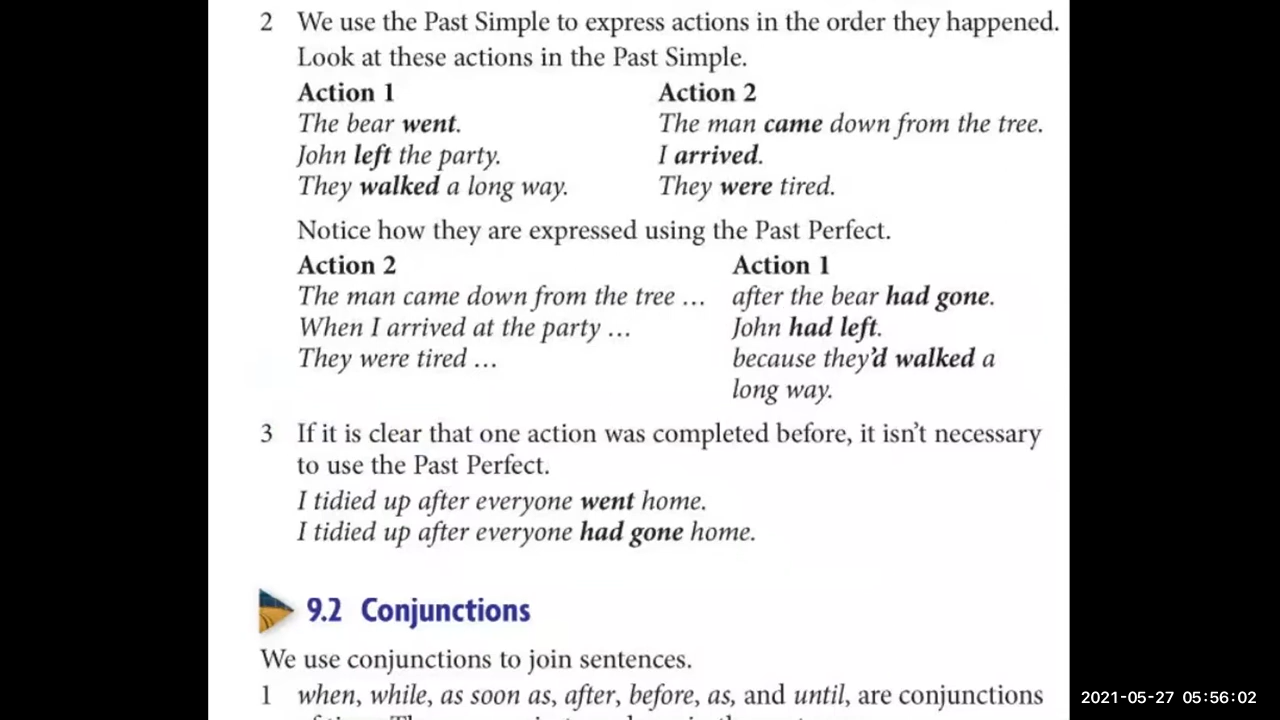 2 We use the Past Simple to express actions in the order they happened.
Look at these actions in the Past Simple.
Action 1 Action 2
The bear went. The man came down from the tree.
John left the party. I arrived.
They walked a long way. They were tired.
Notice how they are expressed using the Past Perfect.
Action 2 Action 1
The man came down from the tree … after the bear had gone.
When I arrived at the party … John had left.
They were tired … because they’d walked a
long way.
3 If it is clear that one action was completed before, it isn’t necessary
to use the Past Perfect.
I tidied up after everyone went home.
I tidied up after everyone had gone home.
9.2 Conjunctions
We use conjunctions to join sentences.
1 when, while, as soon as, after, before, as, and until, are conjunctions
2021-05-27 05:56:02